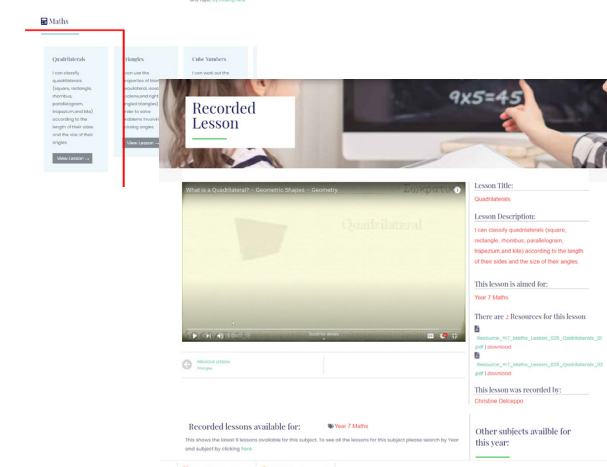 Maths
Quadrilaterals
I can classify
quadrilaterals
(square, rectangle,
rhombus,
parallelogram,
trapezium and kite)
according to the
length of their sides
and the size of their
angles.
View Lesson →
Triangles
View Lesson
Cube Numbers
I can work out the
Recorded
Lesson
9x5=45
What is a Quadrilateral? - Geometric Shapes - Geometry
Quadrilateral
Scroll for details
PREVIOUS LESSON
Triangles
Lesson Title:
Quadrilaterals
Lesson Description:
I can classify quadrilaterals (square,
rectangle, rhombus, parallelogram,
trapezium and kite) according to the length
of their sides and the size of their angles.
This lesson is aimed for:
Year 7 Maths
There are 2 Resources for this lesson
pdf | download
pdf | download
This lesson was recorded by:
Christine Delceppo
Recorded lessons available for:
Year 7 Maths
This shows the latest 6 lessons available for this subject. To see all the lessons for this subject please search by Year
and subject by clicking here
Other subjects availble for
this year: